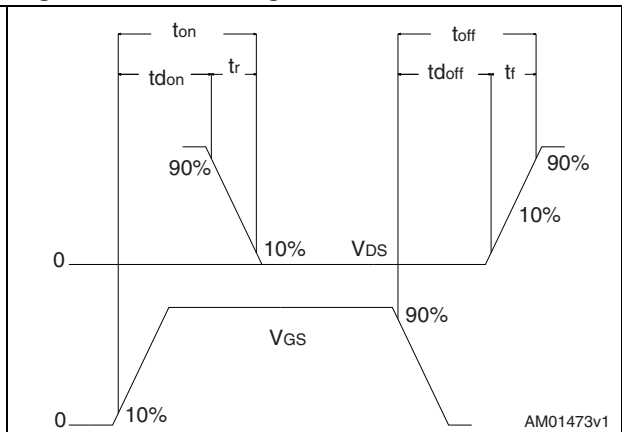 ton toff
tdon tr tdoff tf
90% 90%
10%
10% VDS
0
90%
VGS
10%
0
AM01473v1